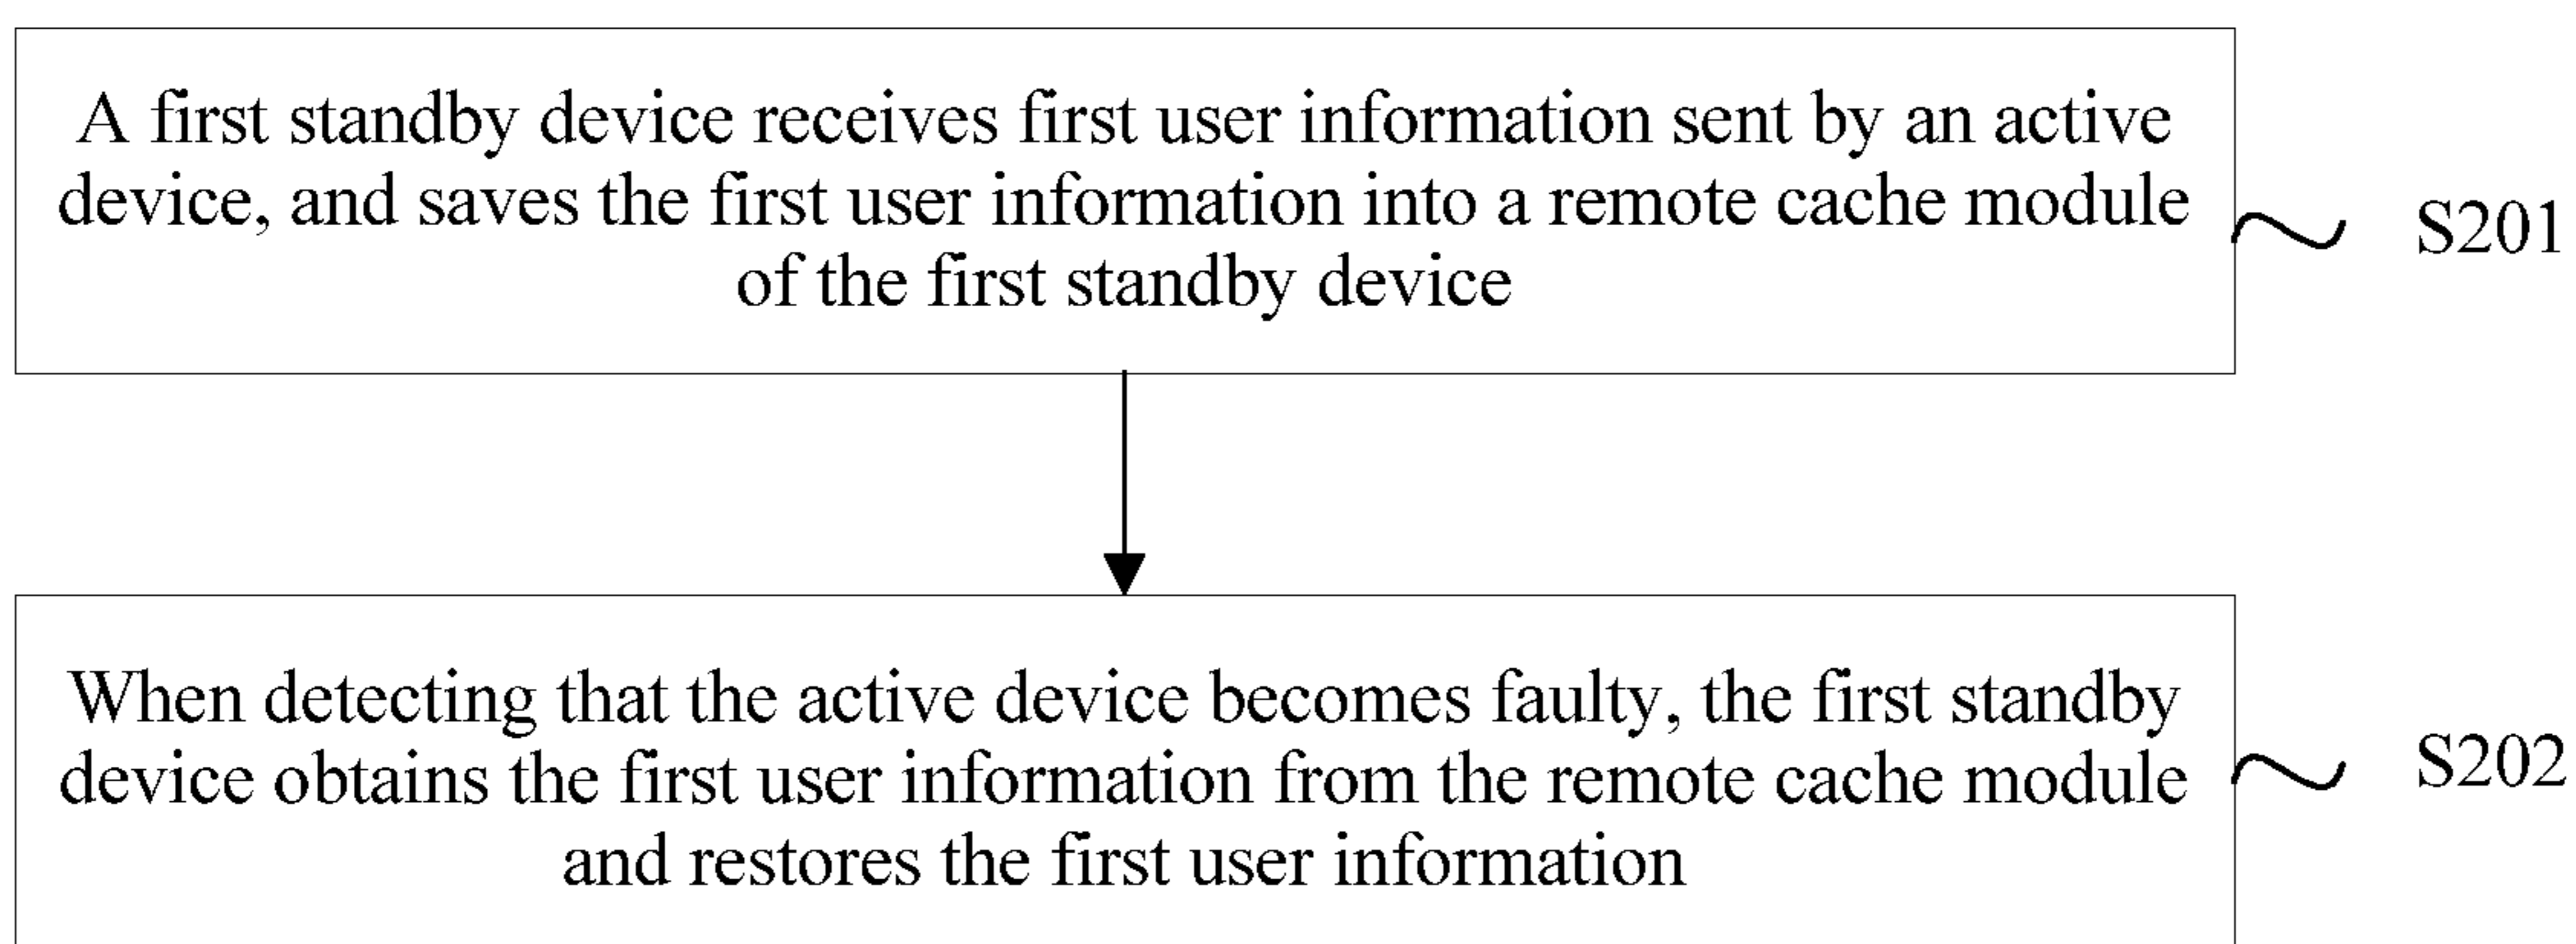 A first standby device receives first user information sent by an active
device, and saves the first user information into a remote cache module
of the first standby device
S201
When detecting that the active device becomes faulty, the first standby
device obtains the first user information from the remote cache module
and restores the first user information
S202